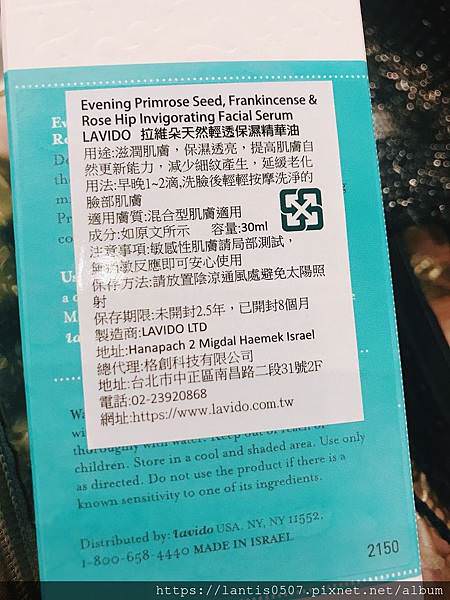 Evening Primrose Seed, Frankincense &
Rose Hip Invigorating Facial Serum
LAVIDO 拉維朵天然輕透保濕精華油
用途:滋潤肌膚，保濕透亮，提高肌膚自
然更新能力，減少細紋產生，延緩老化
用法:早晚1~2滴,洗臉後輕輕按摩洗淨的
臉部肌膚
適用膚質:混合型肌膚適用
成分:如原文所示 容量:30ml
注意事項:敏感性肌膚請局部測試，
無過敏反應即可安心使用
保存方法:請放置陰涼通風處避免太陽照
射
保存期限:未開封2.5年，已開封8個月
製造商:LAVIDO LTD
地址:Hanapach 2 Migdal Haemek Israel
總代理:格創科技有限公司
地址:台北市中正區南昌路二段31號2F
電話:02-23920868
網址:https://www.lavido.com.tw
thoroughly with water. Keep out of reach of
children. Store in a cool and shaded area. Use only
as directed. Do not use the product if there is a
known sensitivity to one of its ingredients.
Distributed by: lavido USA. NY, NY 11552,
1-800-658-4440 MADE IN ISRAEL
2150
https://lantis0507.pixnet.net/album